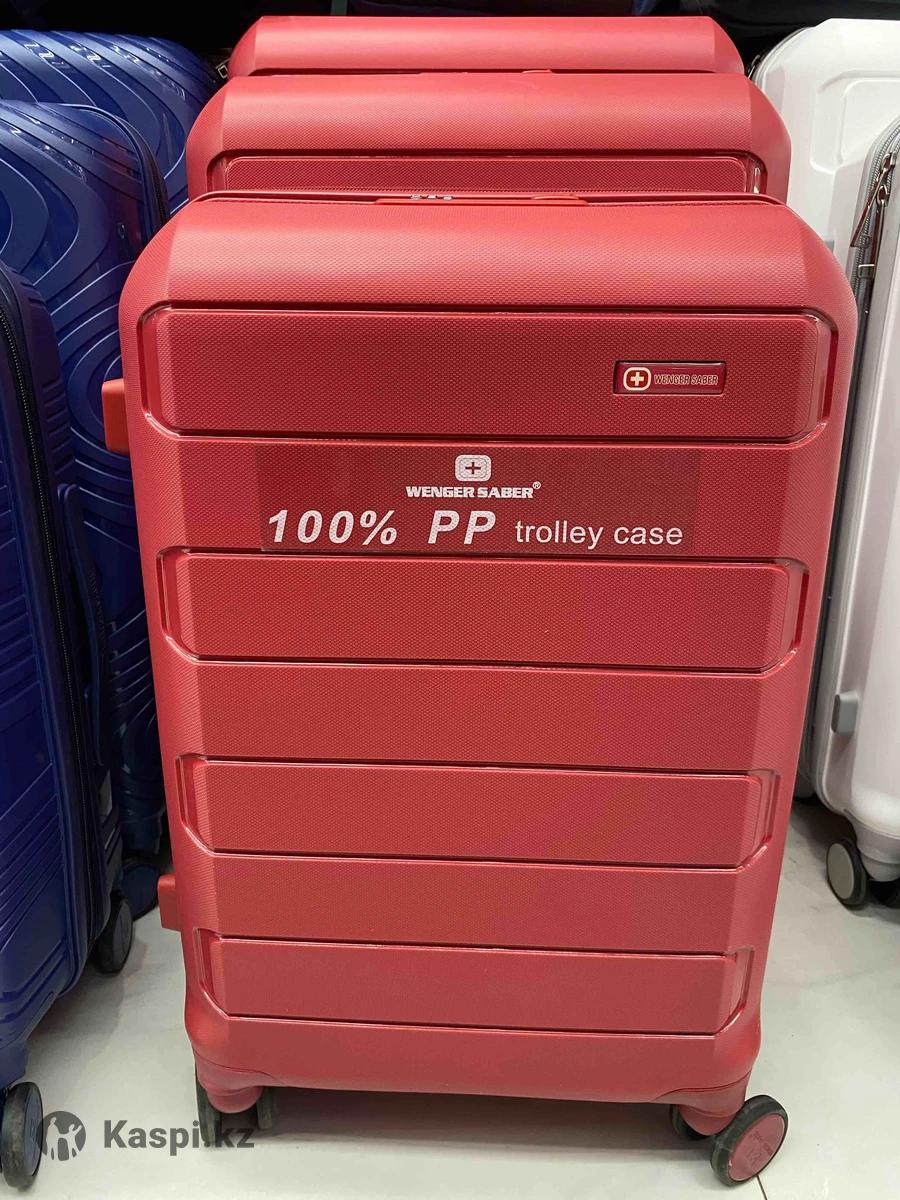 WENGER SABER
WENGER SABER®
100% PP trolley case
Kaspi.kz